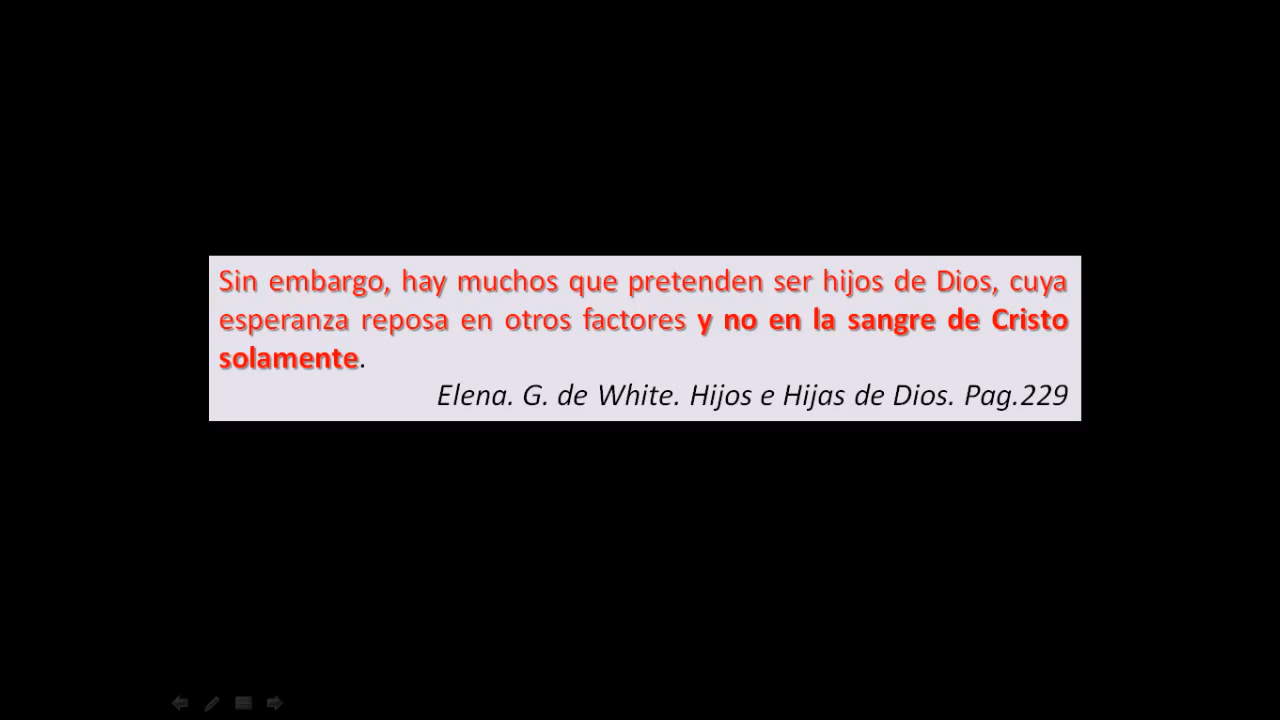 Sin embargo, hay muchos que pretenden ser hijos de Dios, cuya
esperanza reposa en otros factores y no en la sangre de Cristo
solamente.
Elena. G. de White. Hijos e Hijas de Dios. Pag.229